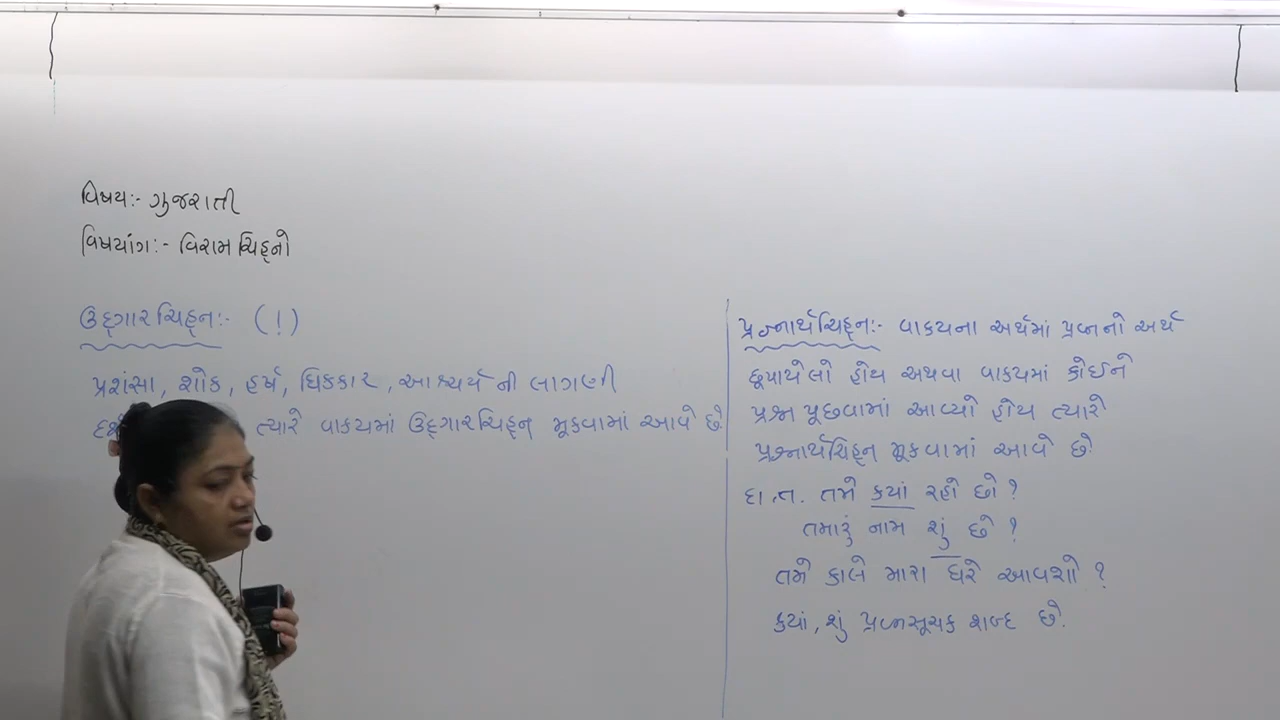 વિષય:- ગુજરાતી
વિષયાંગ:- વિરામચિહ્નો
ઉદ્ગારચિહ્ન:- (!)
પ્રશંસા, શોક, હર્ષ, ધિક્કાર, આશ્ચર્ય ની લાગણી
ત્યારે વાક્યમાં ઉદ્ગારચિહ્ન મૂકવામાં આવે છે.
પ્રશ્નાર્થચિહ્ન:- વાક્યના અર્થમાં પ્રશ્નનો અર્થ
છૂપાયેલો હોય અથવા વાક્યમાં કોઈને
પ્રશ્ન પૂછવામાં આવ્યો હોય ત્યારે
પ્રશ્નાર્થચિહ્ન મૂકવામાં આવે છે.
દા.ત. તમે ક્યાં રહો છો?
તમારું નામ શું છે?
તમે કાલે મારા ઘરે આવશો?
ક્યાં, શું પ્રશ્નસૂચક શબ્દ છે.